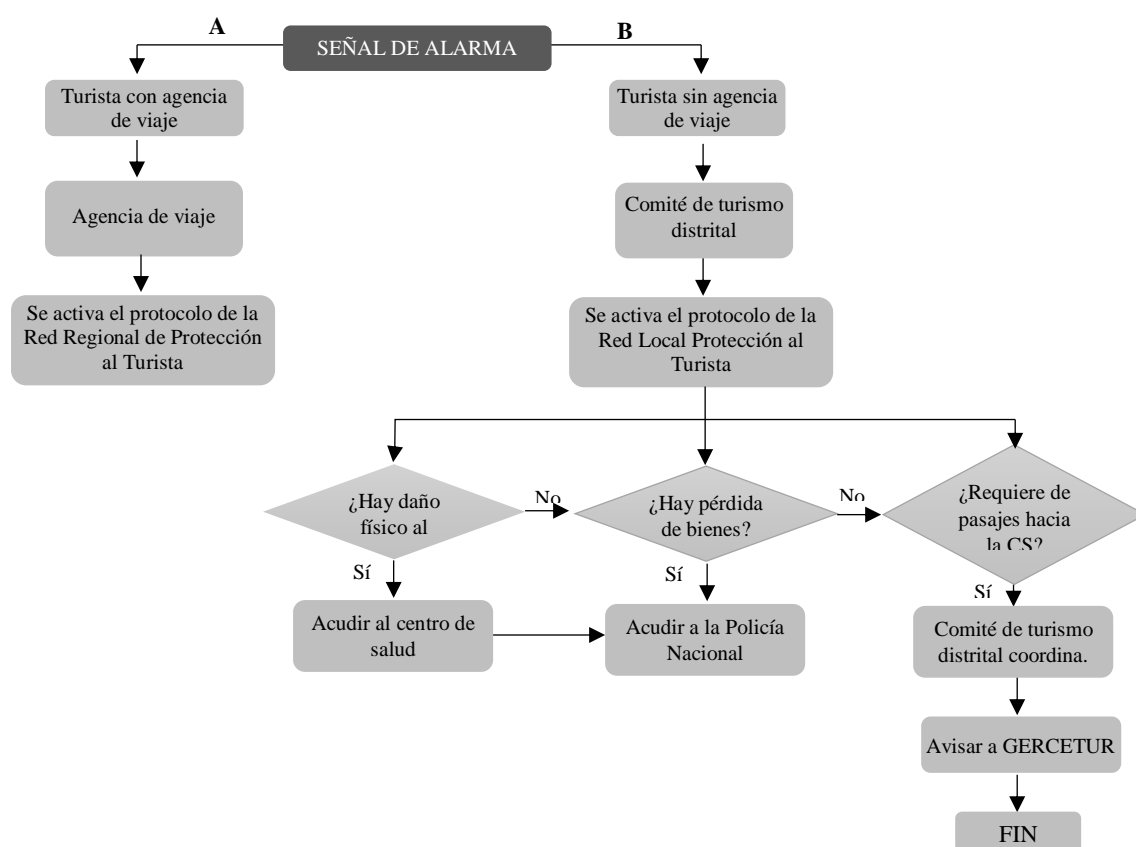 A
SEÑAL DE ALARMA
B
Turista con agencia
de viaje
Agencia de viaje
Se activa el protocolo de la
Red Regional de Protección
al Turista
Turista sin agencia
de viaje
Comité de turismo
distrital
Se activa el protocolo de la
Red Local Protección al
Turista
¿Hay daño
físico al
No
Sí
Acudir al centro de
salud
¿Hay pérdida
de bienes?
No
Sí
Acudir a la Policía
Nacional
¿Requiere de
pasajes hacia
la CS?
Sí
Comité de turismo
distrital coordina.
Avisar a GERCETUR
FIN